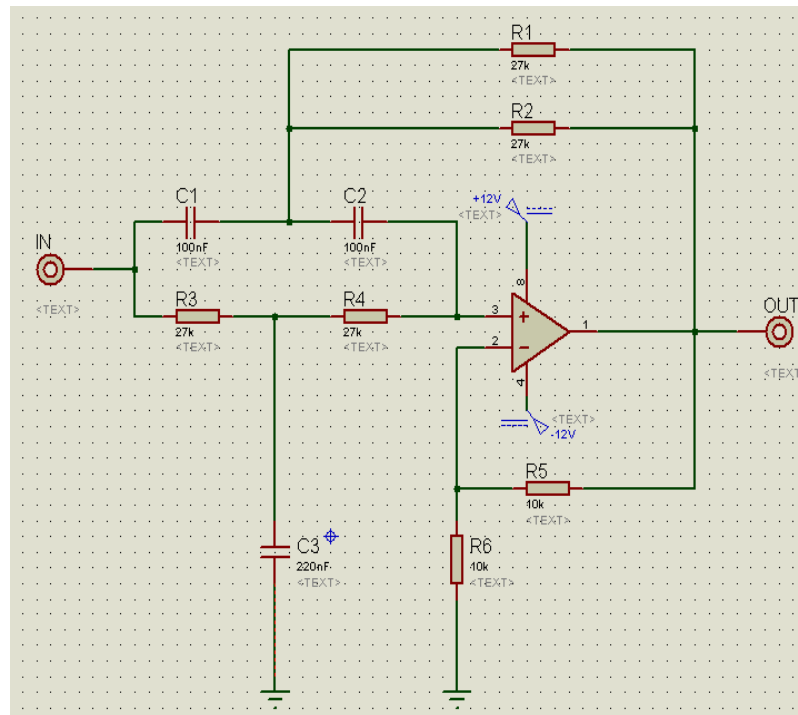 R1
27k
<TEXT>
R2
27k
<TEXT>
C1
100nF
<TEXT>
C2
100nF
<TEXT>
+12V
<TEXT>
IN
<TEXT>
R3
27k
<TEXT>
R4
27k
<TEXT>
8
3
2
1
4
OUT
<TEXT>
<TEXT>
-12V
R5
10k
<TEXT>
C3
220nF
<TEXT>
R6
10k
<TEXT>